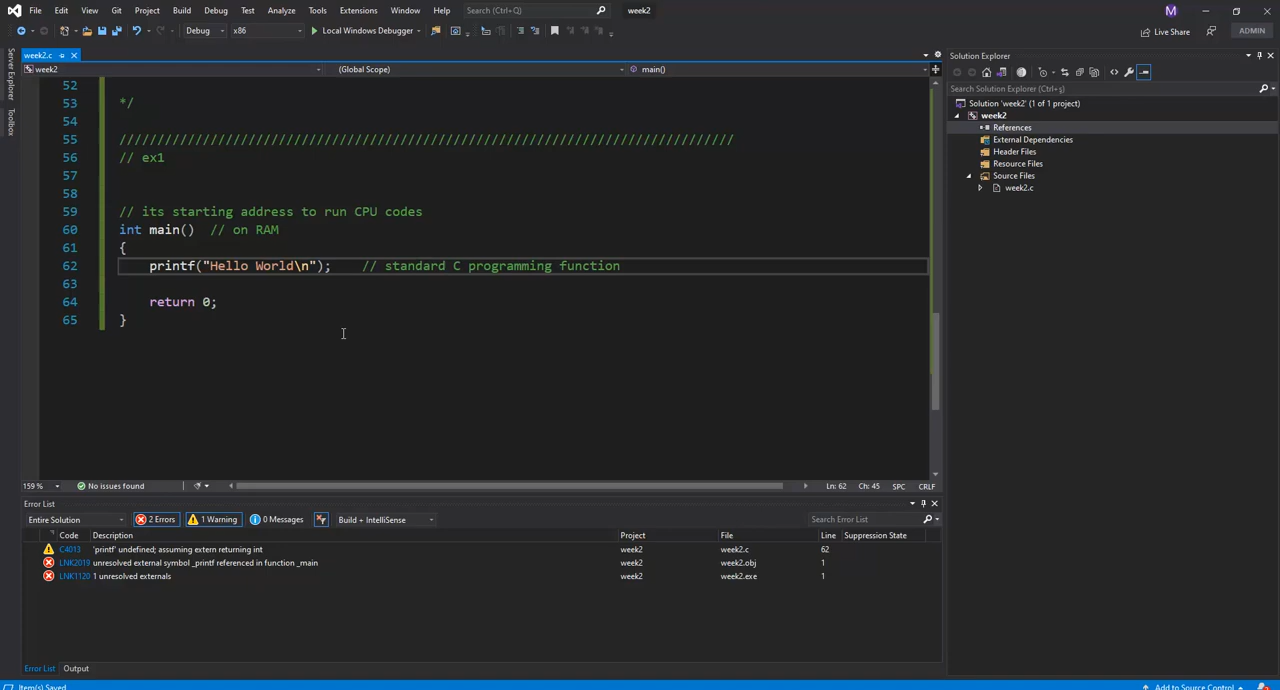 File Edit View Git Project Build Debug Test Analyze Tools Extensions Window Help Search (Ctrl+Q) week2 M
Debug x86 Local Windows Debugger Live Share ADMIN
week2.c
week2 (Global Scope) main()
Server Explorer
Toolbox
52
53 */
54
55 //////////////////////////////////////////////////////////////////////////////////
56 // ex1
57
58
59 // its starting address to run CPU codes
60 int main() // on RAM
61 {
62 printf("Hello World\n"); // standard C programming function
63
64 return 0;
65 }
159 % No issues found Ln: 62 Ch: 45 SPC CRLF
Error List
Entire Solution 2 Errors 1 Warning 0 Messages Build + IntelliSense Search Error List
Code Description Project File Line Suppression State
C4013 'printf' undefined; assuming extern returning int week2 week2.c 62
LNK2019 unresolved external symbol _printf referenced in function _main week2 week2.obj 1
LNK1120 1 unresolved externals week2 week2.exe 1
Error List Output
Item(s) Saved Add to Source Control
Solution Explorer
Search Solution Explorer (Ctrl+ş)
Solution 'week2' (1 of 1 project)
week2
References
External Dependencies
Header Files
Resource Files
Source Files
week2.c